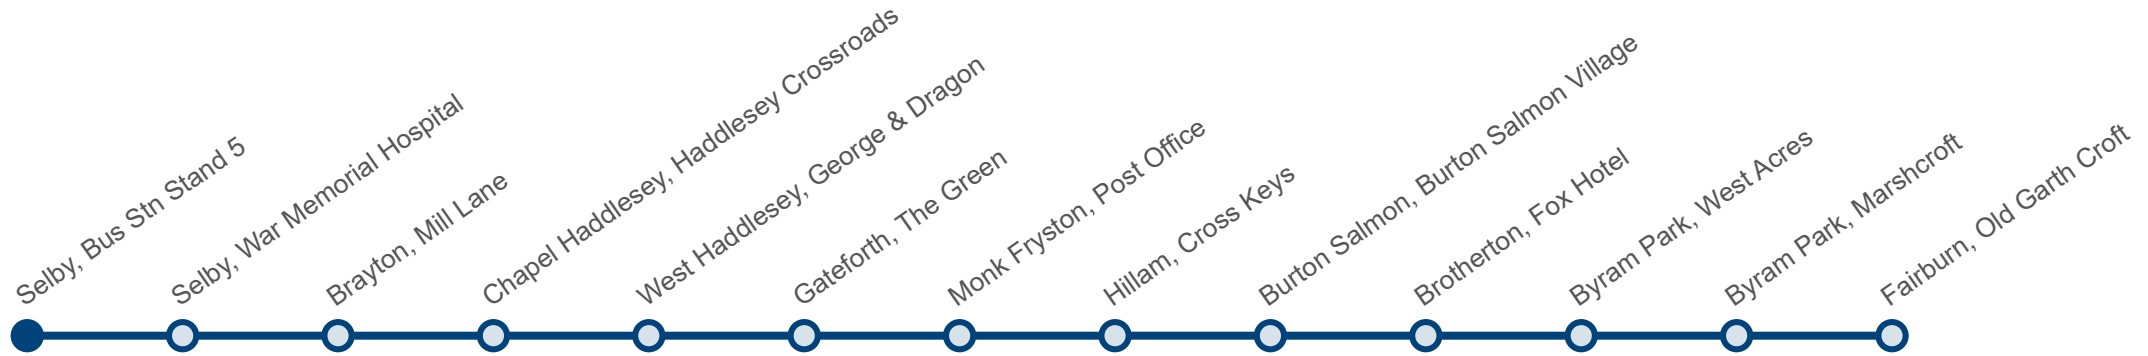 Selby, Bus Stn Stand 5
Selby, War Memorial Hospital
Brayton, Mill Lane
Chapel Haddlesey, Haddlesey Crossroads
West Haddlesey, George & Dragon
Gateforth, The Green
Monk Fryston, Post Office
Hillam, Cross Keys
Burton Salmon, Burton Salmon Village
Brotherton, Fox Hotel
Byram Park, West Acres
Byram Park, Marshcroft
Fairburn, Old Garth Croft